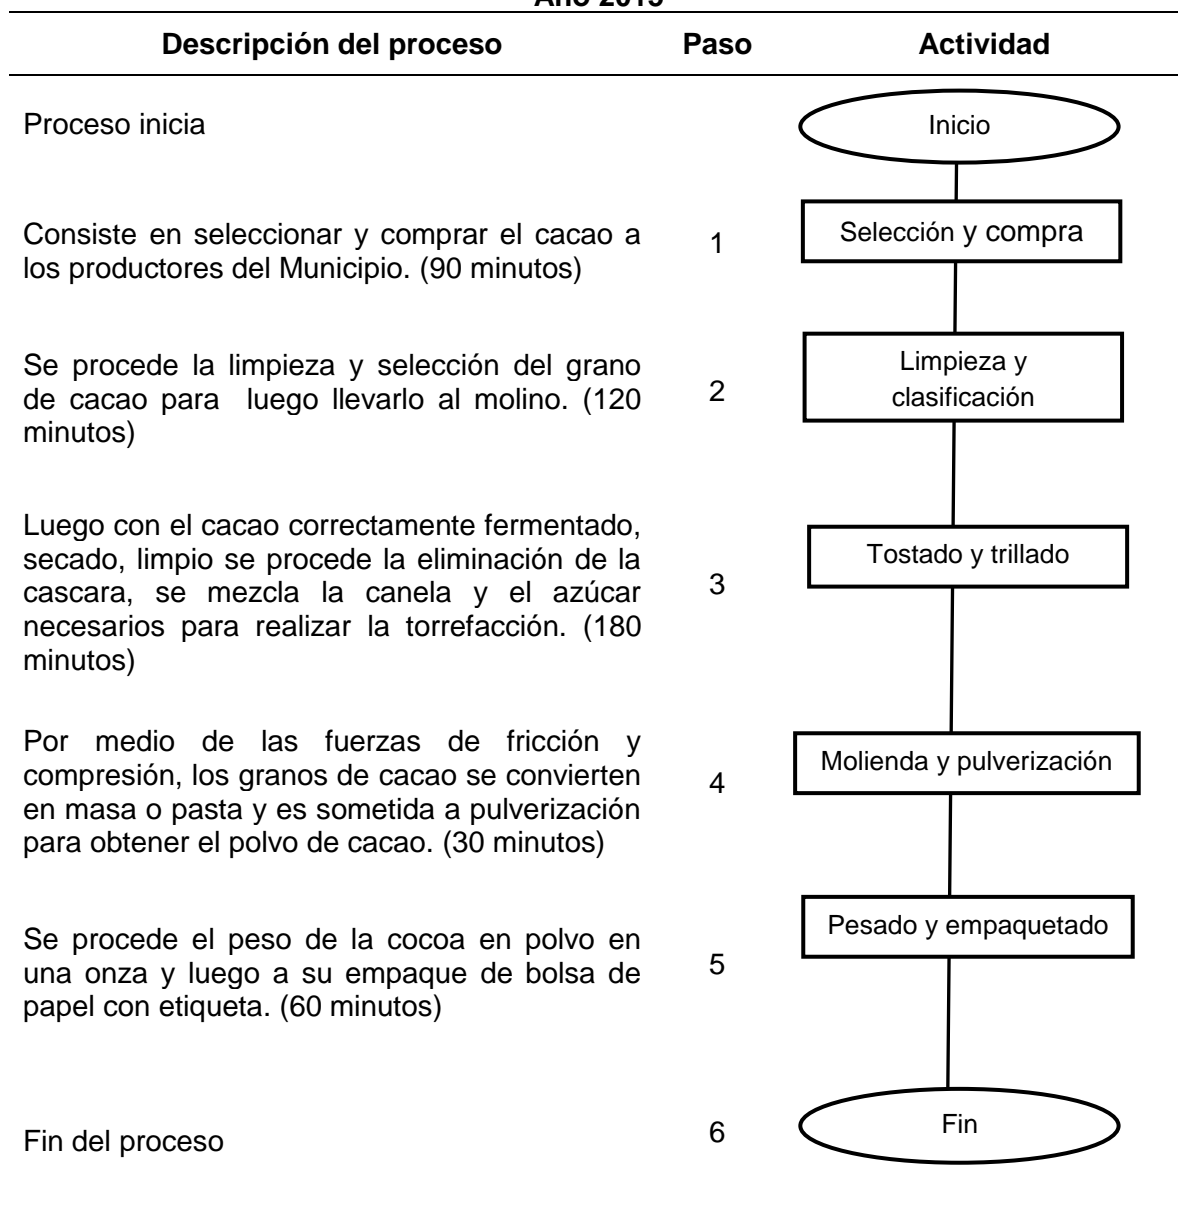 Descripción del proceso Paso Actividad
Proceso inicia
Inicio
Consiste en seleccionar y comprar el cacao a
los productores del Municipio. (90 minutos)
1
Selección y compra
Se procede la limpieza y selección del grano
de cacao para luego llevarlo al molino. (120
minutos)
2
Limpieza y
clasificación
Luego con el cacao correctamente fermentado,
secado, limpio se procede la eliminación de la
cascara, se mezcla la canela y el azúcar
necesarios para realizar la torrefacción. (180
minutos)
3
Tostado y trillado
Por medio de las fuerzas de fricción y
compresión, los granos de cacao se convierten
en masa o pasta y es sometida a pulverización
para obtener el polvo de cacao. (30 minutos)
4
Molienda y pulverización
Se procede el peso de la cocoa en polvo en
una onza y luego a su empaque de bolsa de
papel con etiqueta. (60 minutos)
5
Pesado y empaquetado
Fin del proceso
6
Fin